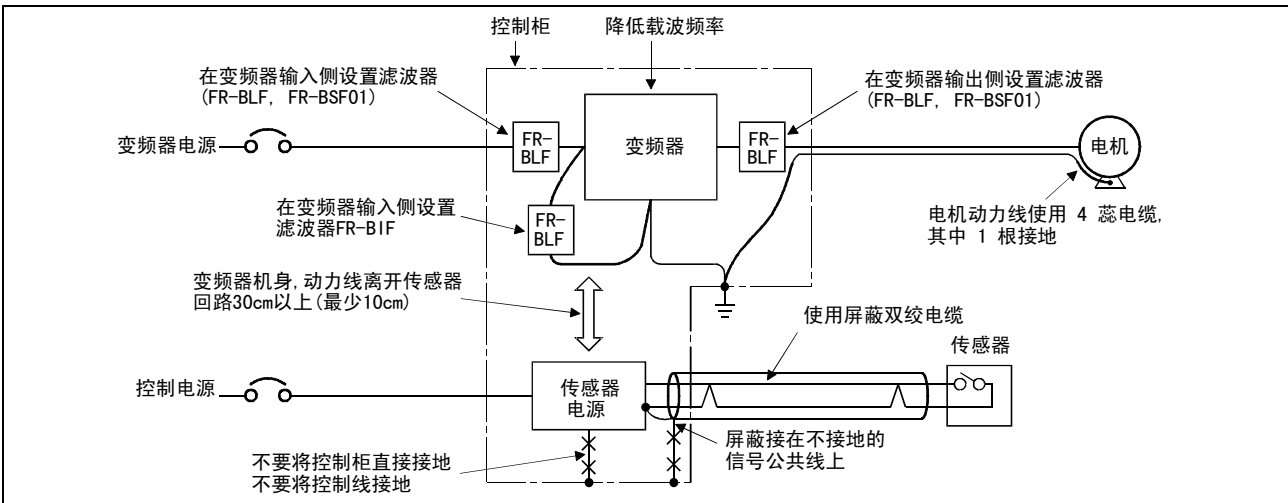 控制柜
降低载波频率
在变频器输入侧设置滤波器
(FR-BLF, FR-BSF01)
在变频器输出侧设置滤波器
(FR-BLF, FR-BSF01)
变频器电源
FR-
BLF
变频器
FR-
BLF
电机
在变频器输入侧设置
滤波器FR-BIF
FR-
BLF
电机动力线使用 4 蕊电缆,
其中 1 根接地
变频器机身,动力线离开传感器
回路30cm以上(最少10cm)
使用屏蔽双绞电缆
传感器
控制电源
传感器
电源
屏蔽接在不接地的
信号公共线上
不要将控制柜直接接地
不要将控制线接地